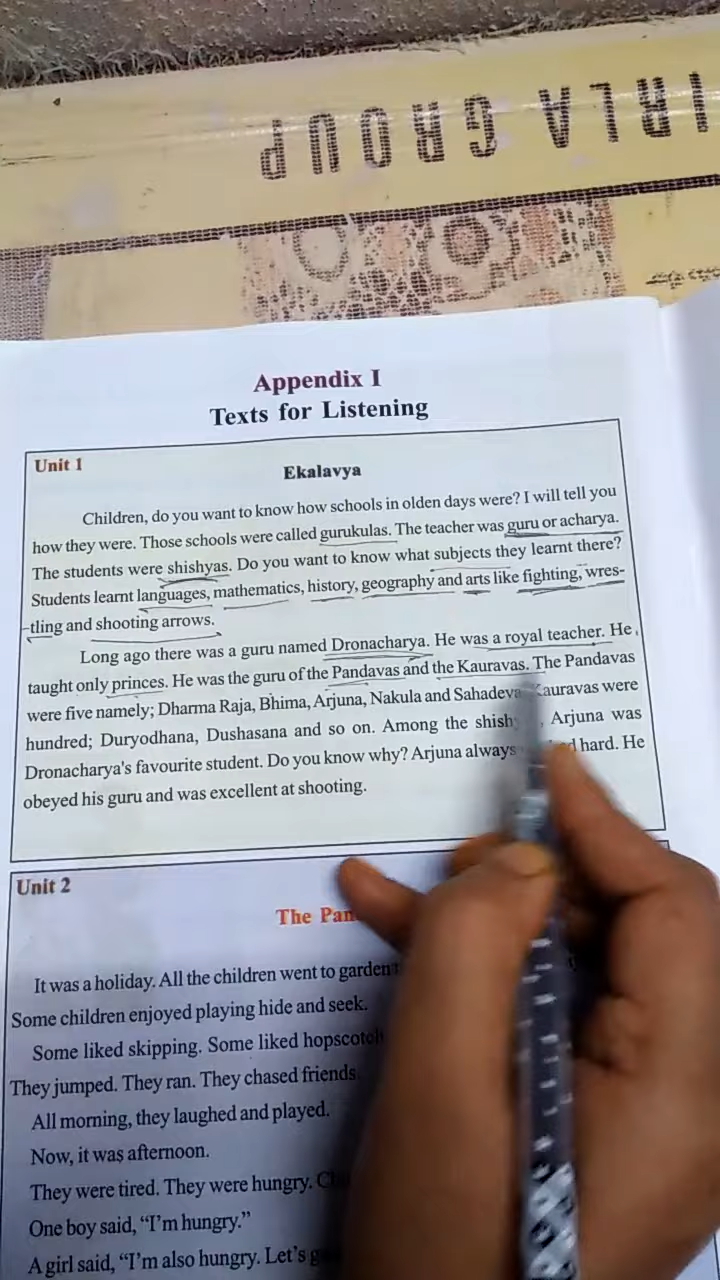 IRLA GROUP
Appendix I
Texts for Listening
Unit 1
Ekalavya
Children, do you want to know how schools in olden days were? I will tell you
how they were. Those schools were called gurukulas. The teacher was guru or acharya.
The students were shishyas. Do you want to know what subjects they learnt there?
Students learnt languages, mathematics, history, geography and arts like fighting, wres-
tling and shooting arrows.
Long ago there was a guru named Dronacharya. He was a royal teacher. He
taught only princes. He was the guru of the Pandavas and the Kauravas. The Pandavas
were five namely; Dharma Raja, Bhima, Arjuna, Nakula and Sahadeva Kauravas were
hundred; Duryodhana, Dushasana and so on. Among the , Arjuna was
Dronacharya's favourite student. Do you know why? Arjuna always hard. He
obeyed his guru and was excellent at shooting.
Unit 2
The
It was a holiday. All the children went to garden
Some children enjoyed playing hide and seek.
Some liked skipping. Some liked hopscotch
They jumped. They ran. They chased friends.
All morning, they laughed and played.
Now, it was afternoon.
They were tired. They were hungry.
One boy said, “I'm hungry.”
A girl said, “I'm also hungry. Let's